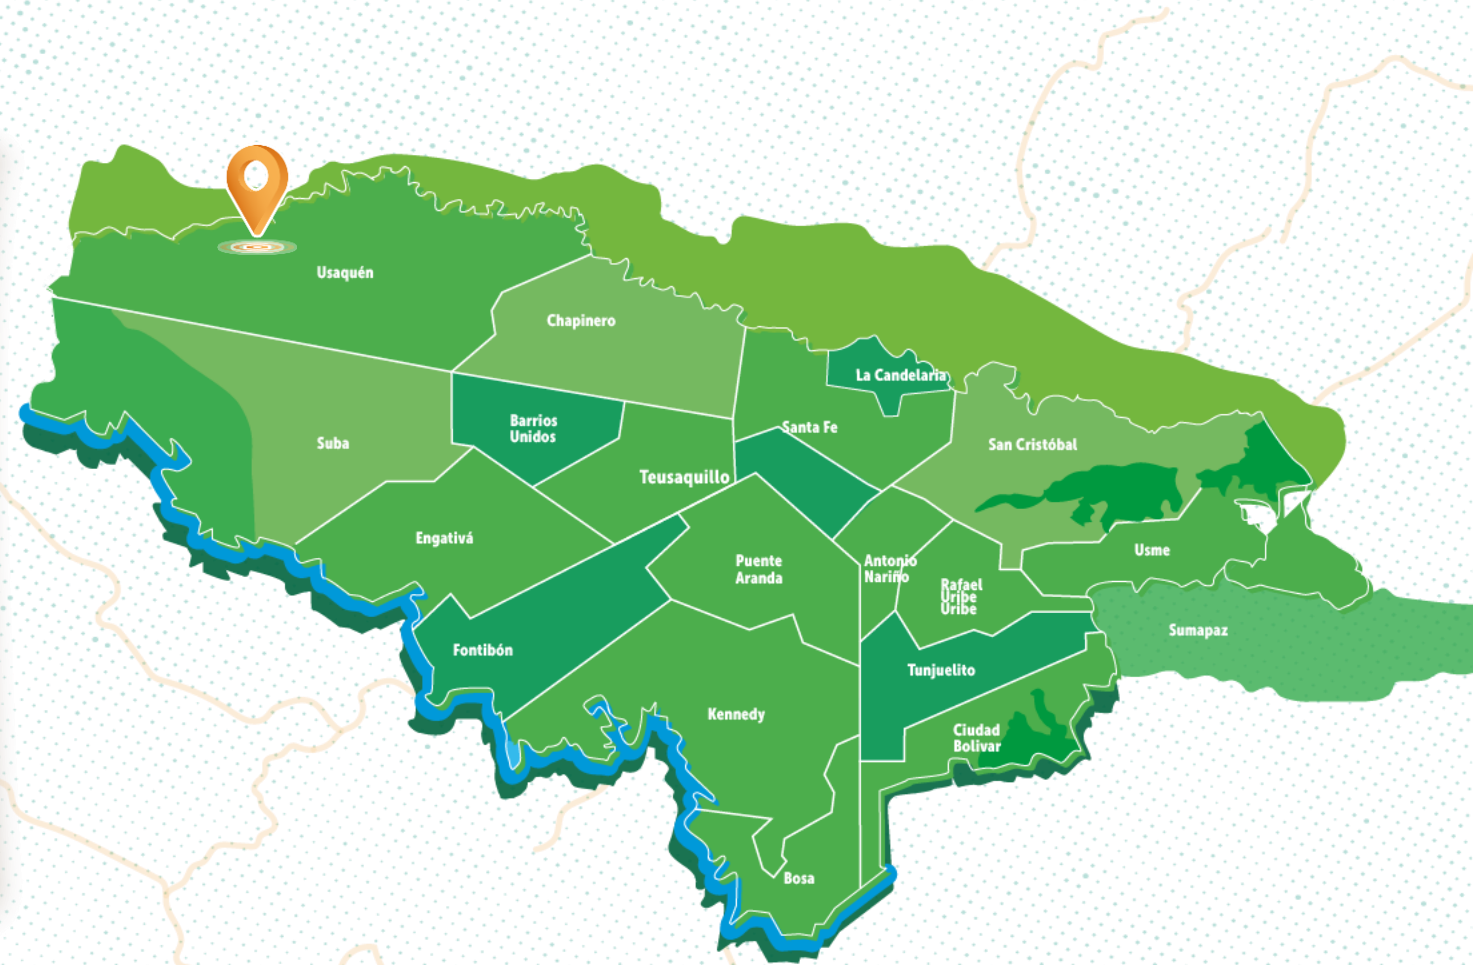 Usaquén
Chapinero
La Candelaria
Barrios
Unidos
Santa Fe
Suba
San Cristóbal
Teusaquillo
Engativá
Usme
Puente
Aranda
Antonio
Nariño
Rafael
Uribe
Uribe
Sumapaz
Fontibón
Tunjuelito
Kennedy
Ciudad
Bolivar
Bosa